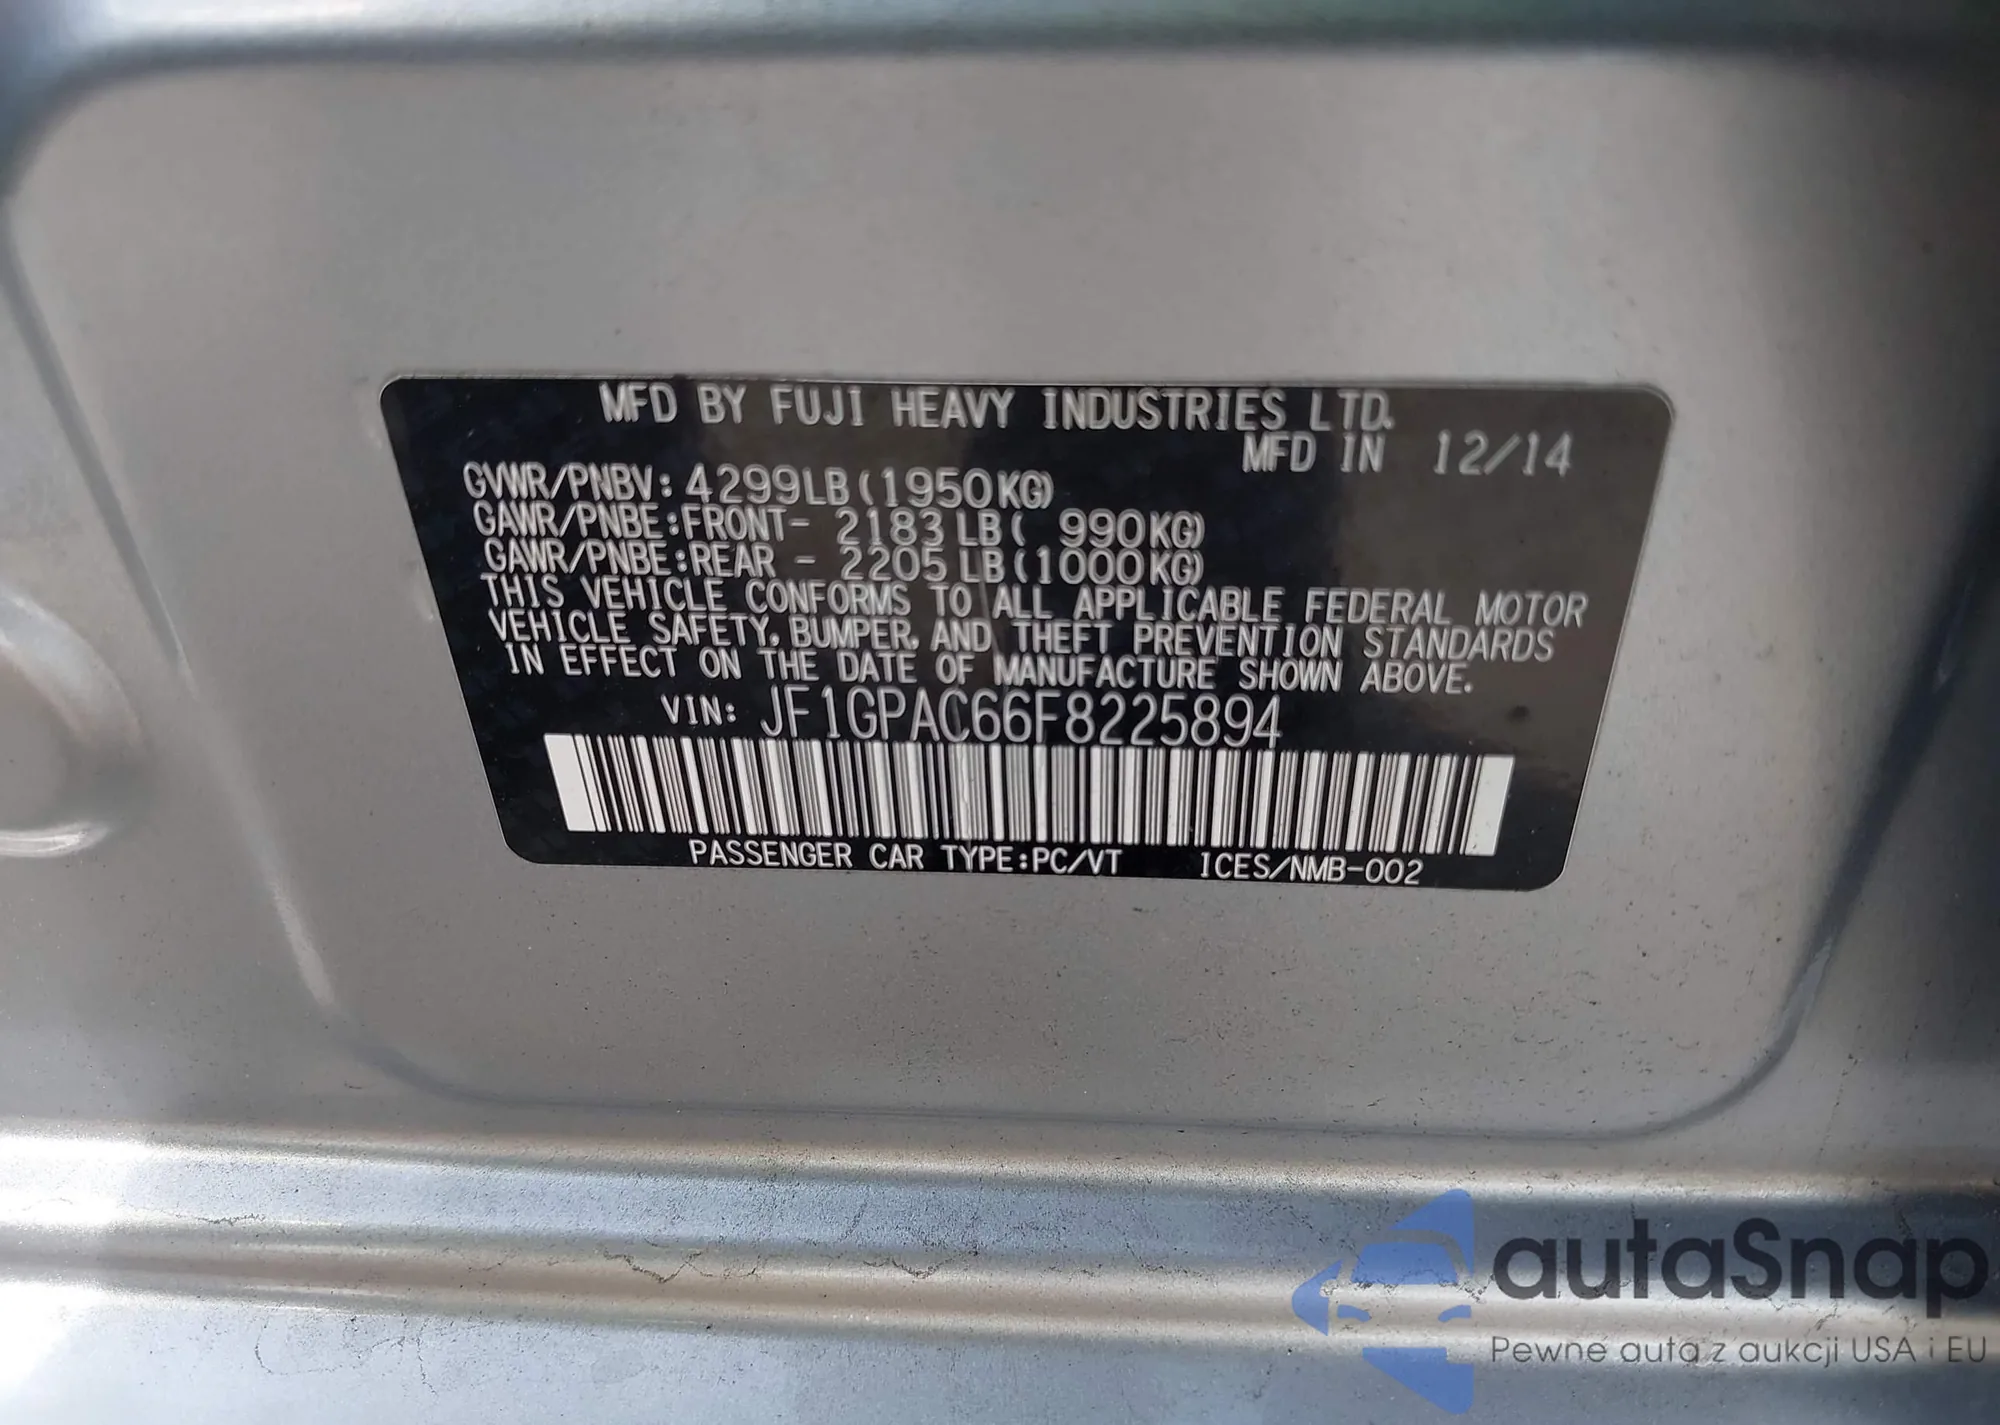 MFD BY FUJI HEAVY INDUSTRIES LTD.
MFD IN 12/14
GVWR/PNBV: 4299LB(1950KG)
GAWR/PNBE:FRONT- 2183LB( 990KG)
GAWR/PNBE:REAR - 2205LB(1000KG)
THIS VEHICLE CONFORMS TO ALL APPLICABLE FEDERAL MOTOR
VEHICLE SAFETY, BUMPER, AND THEFT PREVENTION STANDARDS
IN EFFECT ON THE DATE OF MANUFACTURE SHOWN ABOVE.
VIN: JF1GPAC66F8225894
PASSENGER CAR TYPE:PC/VT ICES/NMB-002
autaSnap
Pewne auta z aukcji USA i EU